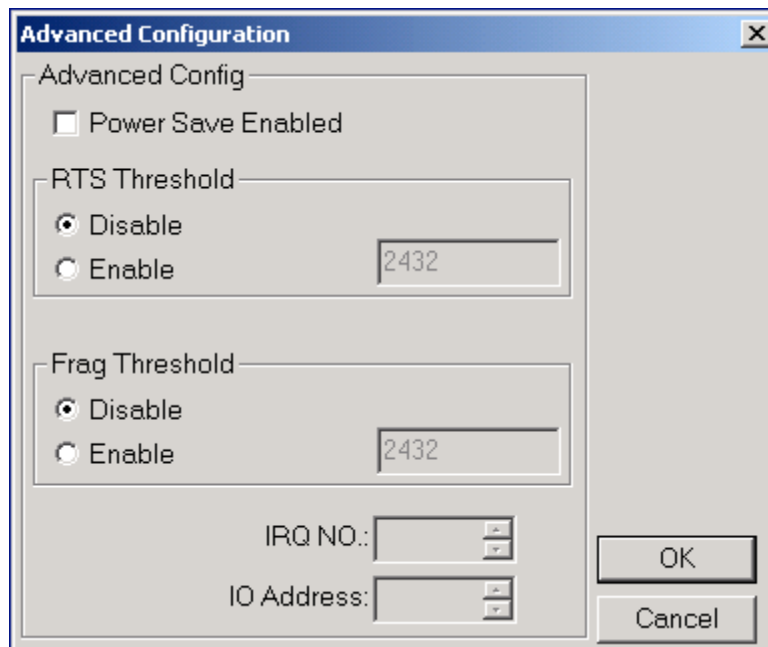 Advanced Configuration
Advanced Config
Power Save Enabled
RTS Threshold
Disable
Enable
2432
Frag Threshold
Disable
Enable
2432
IRQ NO.:
IO Address:
OK
Cancel